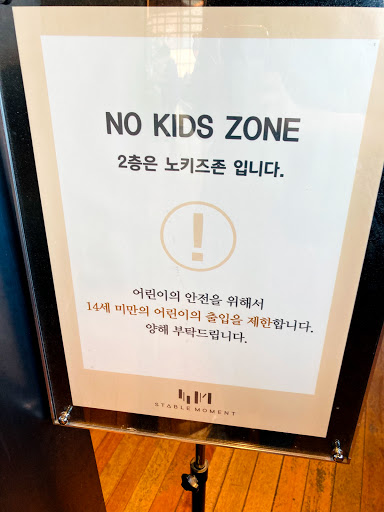 NO KIDS ZONE
2층은 노키즈존 입니다.
어린이의 안전을 위해서
14세 미만의 어린이의 출입을 제한합니다.
양해 부탁드립니다.
STABLE MOMENT